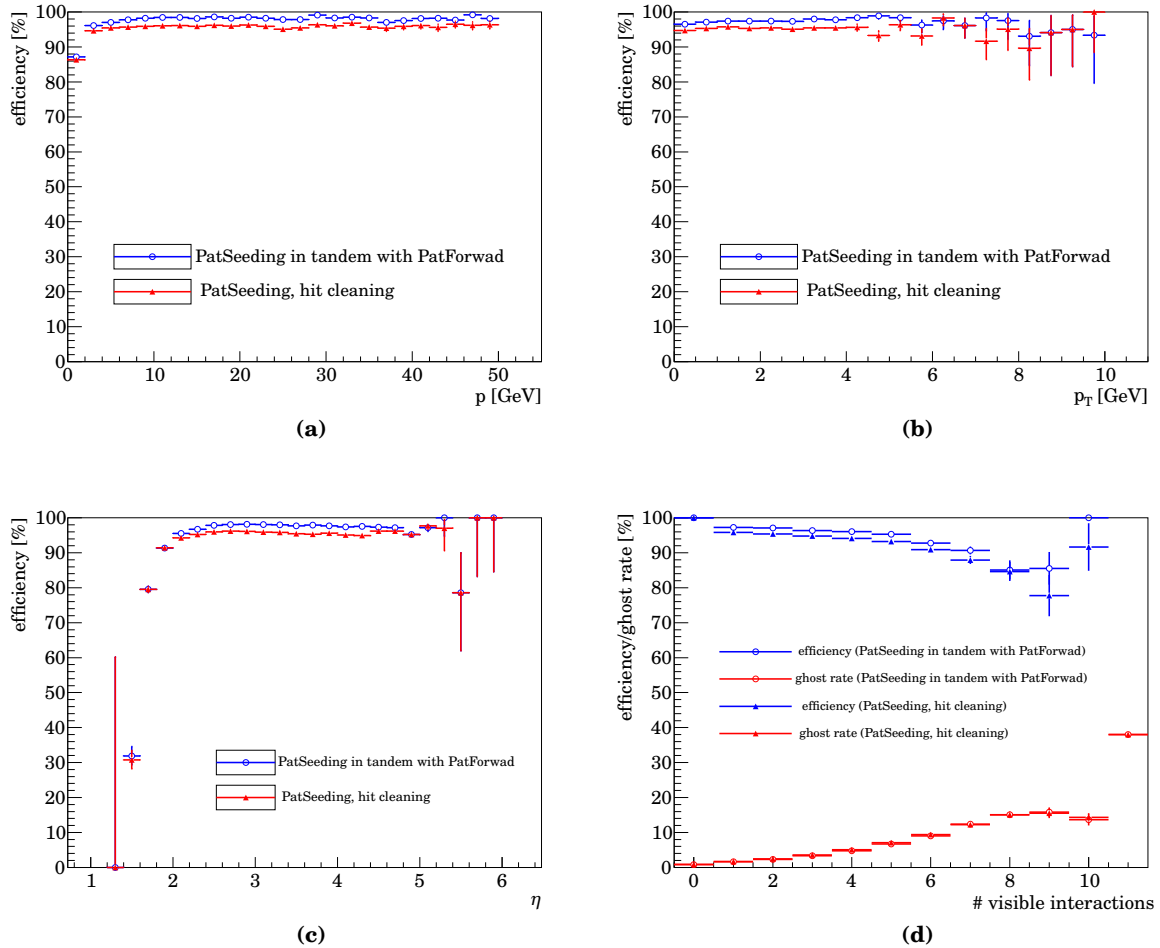 efficiency [%]
100
90
80
70
60
50
40
30
20
10
0
PatSeeding in tandem with PatForwad
PatSeeding, hit cleaning
0 10 20 30 40 50
p [GeV]
(a)
efficiency [%]
100
90
80
70
60
50
40
30
20
10
0
PatSeeding in tandem with PatForwad
PatSeeding, hit cleaning
0 2 4 6 8 10
p_T [GeV]
(b)
efficiency [%]
100
90
80
70
60
50
40
30
20
10
0
PatSeeding in tandem with PatForwad
PatSeeding, hit cleaning
1 2 3 4 5 6
η
(c)
efficiency/ghost rate [%]
100
90
80
70
60
50
40
30
20
10
0
efficiency (PatSeeding in tandem with PatForwad)
ghost rate (PatSeeding in tandem with PatForwad)
efficiency (PatSeeding, hit cleaning)
ghost rate (PatSeeding, hit cleaning)
0 2 4 6 8 10
# visible interactions
(d)